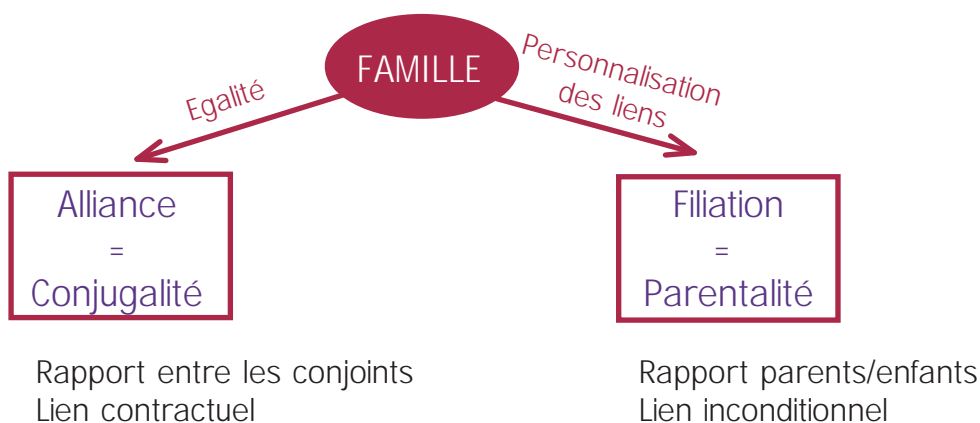 FAMILLE
Egalité
Personnalisation
des liens
Alliance
=
Conjugalité
Filiation
=
Parentalité
Rapport entre les conjoints
Lien contractuel
Rapport parents/enfants
Lien inconditionnel